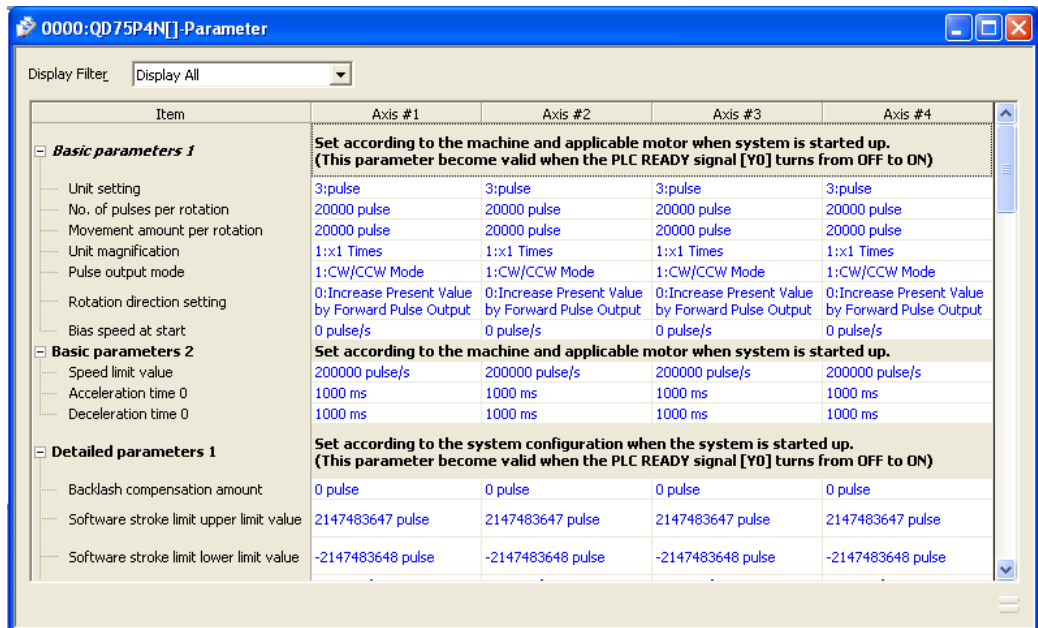 0000:QD75P4N[]-Parameter
Display Filter Display All
Item Axis #1 Axis #2 Axis #3 Axis #4
Basic parameters 1 Set according to the machine and applicable motor when system is started up.
(This parameter become valid when the PLC READY signal [Y0] turns from OFF to ON)
Unit setting 3:pulse 3:pulse 3:pulse 3:pulse
No. of pulses per rotation 20000 pulse 20000 pulse 20000 pulse 20000 pulse
Movement amount per rotation 20000 pulse 20000 pulse 20000 pulse 20000 pulse
Unit magnification 1:x1 Times 1:x1 Times 1:x1 Times 1:x1 Times
Pulse output mode 1:CW/CCW Mode 1:CW/CCW Mode 1:CW/CCW Mode 1:CW/CCW Mode
Rotation direction setting 0:Increase Present Value 0:Increase Present Value 0:Increase Present Value 0:Increase Present Value
by Forward Pulse Output by Forward Pulse Output by Forward Pulse Output by Forward Pulse Output
Bias speed at start 0 pulse/s 0 pulse/s 0 pulse/s 0 pulse/s
Basic parameters 2 Set according to the machine and applicable motor when system is started up.
Speed limit value 200000 pulse/s 200000 pulse/s 200000 pulse/s 200000 pulse/s
Acceleration time 0 1000 ms 1000 ms 1000 ms 1000 ms
Deceleration time 0 1000 ms 1000 ms 1000 ms 1000 ms
Detailed parameters 1 Set according to the system configuration when the system is started up.
(This parameter become valid when the PLC READY signal [Y0] turns from OFF to ON)
Backlash compensation amount 0 pulse 0 pulse 0 pulse 0 pulse
Software stroke limit upper limit value 2147483647 pulse 2147483647 pulse 2147483647 pulse 2147483647 pulse
Software stroke limit lower limit value -2147483648 pulse -2147483648 pulse -2147483648 pulse -2147483648 pulse